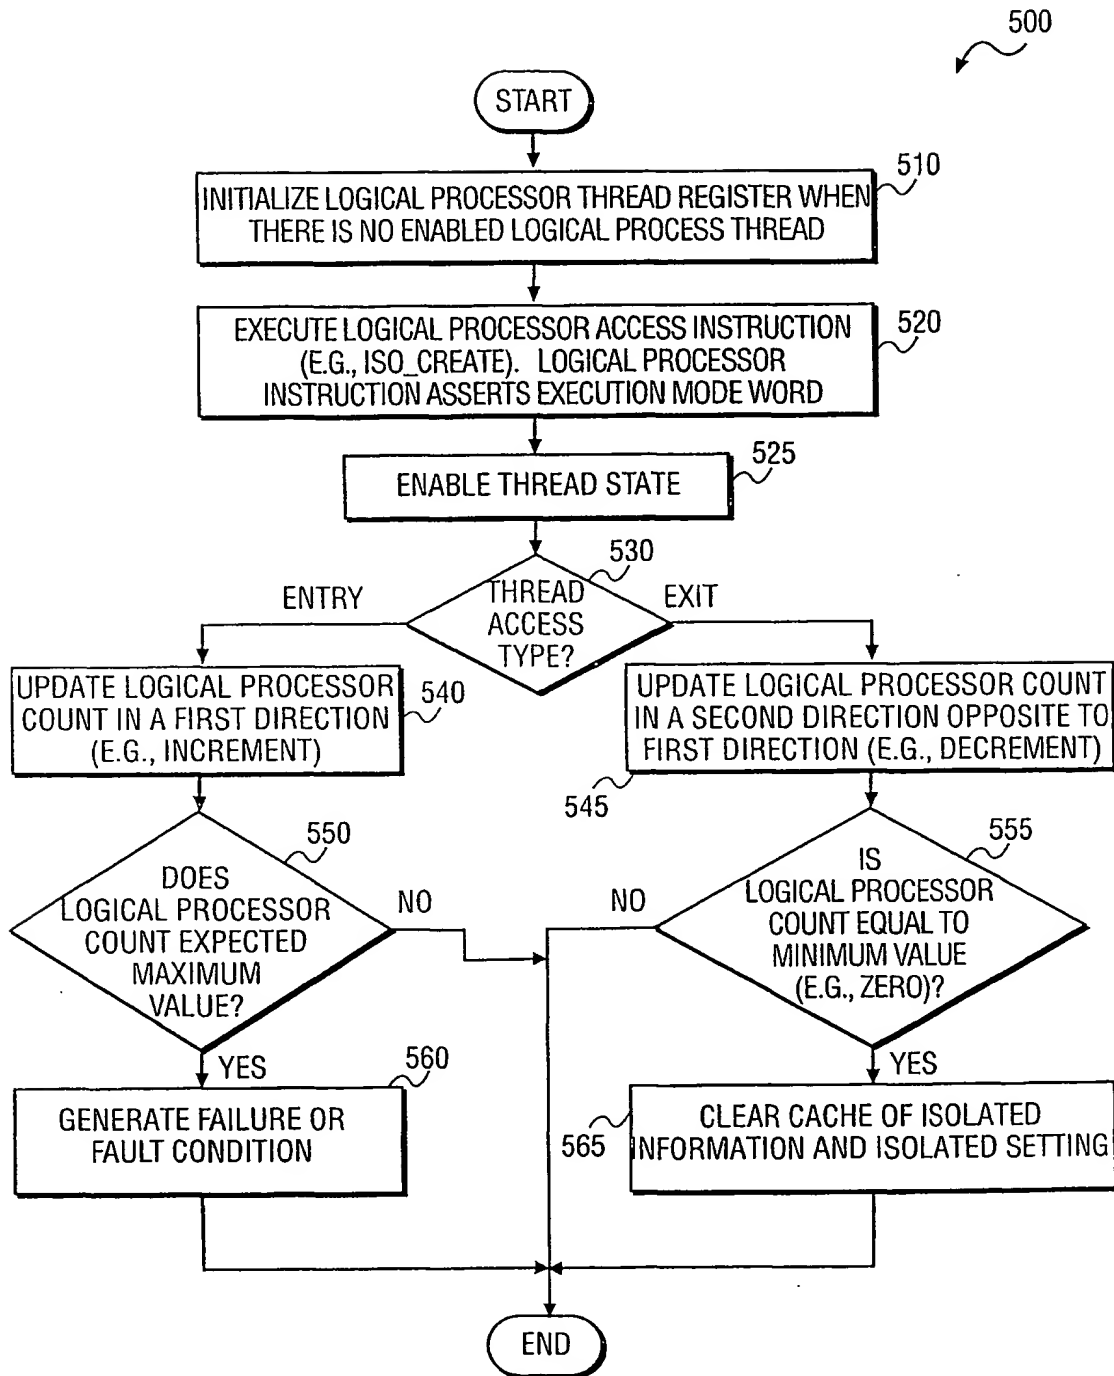 500
START
510
INITIALIZE LOGICAL PROCESSOR THREAD REGISTER WHEN
THERE IS NO ENABLED LOGICAL PROCESS THREAD
520
EXECUTE LOGICAL PROCESSOR ACCESS INSTRUCTION
(E.G., ISO_CREATE). LOGICAL PROCESSOR
INSTRUCTION ASSERTS EXECUTION MODE WORD
525
ENABLE THREAD STATE
530
THREAD
ACCESS
TYPE?
ENTRY
EXIT
UPDATE LOGICAL PROCESSOR
COUNT IN A FIRST DIRECTION
(E.G., INCREMENT)
540
UPDATE LOGICAL PROCESSOR COUNT
IN A SECOND DIRECTION OPPOSITE TO
FIRST DIRECTION (E.G., DECREMENT)
545
550
DOES
LOGICAL PROCESSOR
COUNT EXPECTED
MAXIMUM
VALUE?
NO
555
IS
LOGICAL PROCESSOR
COUNT EQUAL TO
MINIMUM VALUE
(E.G., ZERO)?
NO
YES
560
GENERATE FAILURE OR
FAULT CONDITION
YES
565
CLEAR CACHE OF ISOLATED
INFORMATION AND ISOLATED SETTING
END